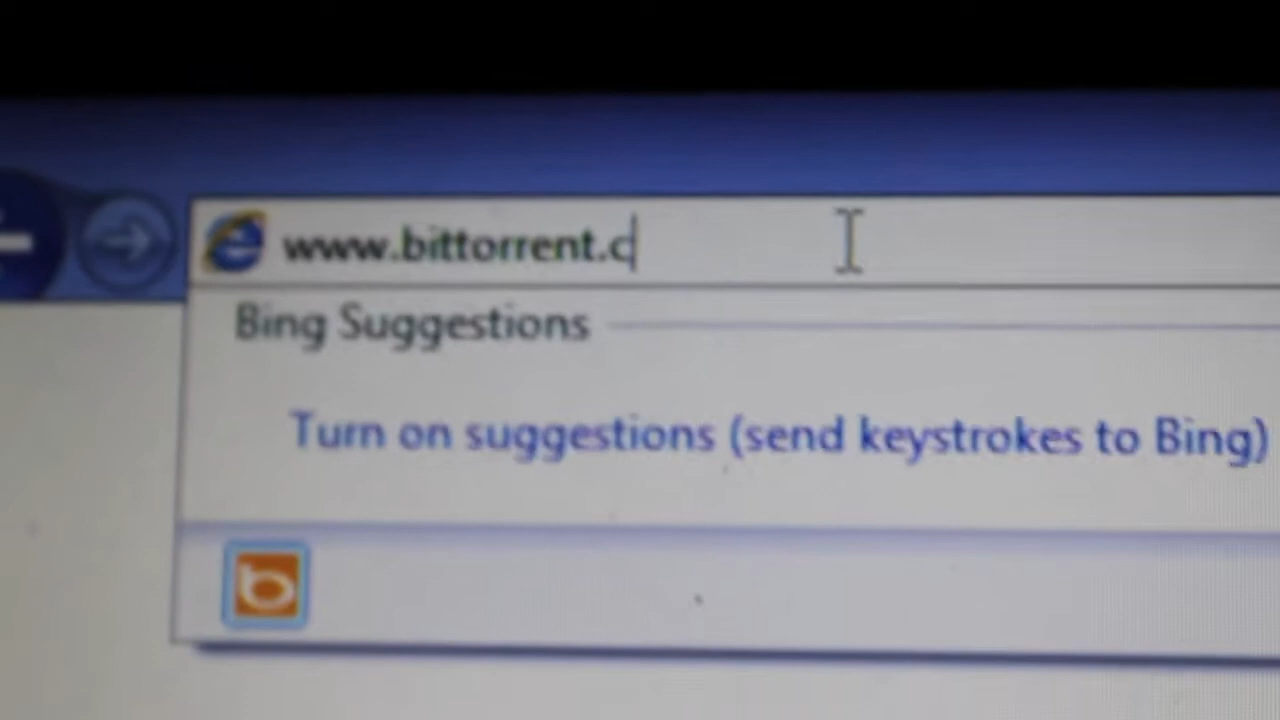 www.bittorrent.c
Bing Suggestions
Turn on suggestions (send keystrokes to Bing)